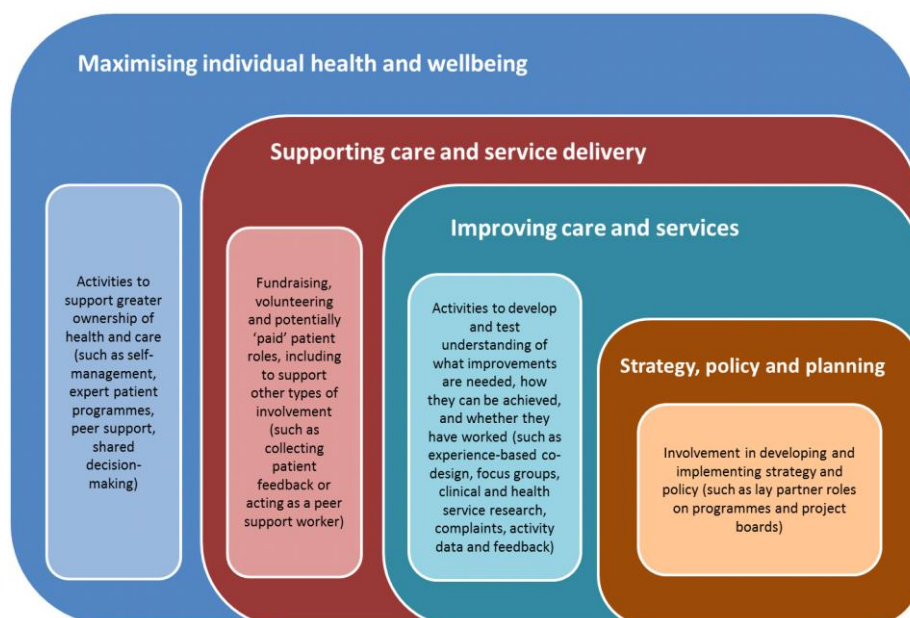 Maximising individual health and wellbeing
Supporting care and service delivery
Improving care and services
Strategy, policy and planning
Activities to
support greater
ownership of
health and care
(such as self-
management,
expert patient
programmes,
peer support,
shared
decision-
making)
Fundraising,
volunteering
and potentially
‘paid’ patient
roles, including
to support
other types of
involvement
(such as
collecting
patient
feedback or
acting as a peer
support worker)
Activities to develop
and test
understanding of
what improvements
are needed, how
they can be achieved,
and whether they
have worked (such as
experience-based co-
design, focus groups,
clinical and health
service research,
complaints, activity
data and feedback)
Involvement in developing and
implementing strategy and
policy (such as lay partner roles
on programmes and project
boards)